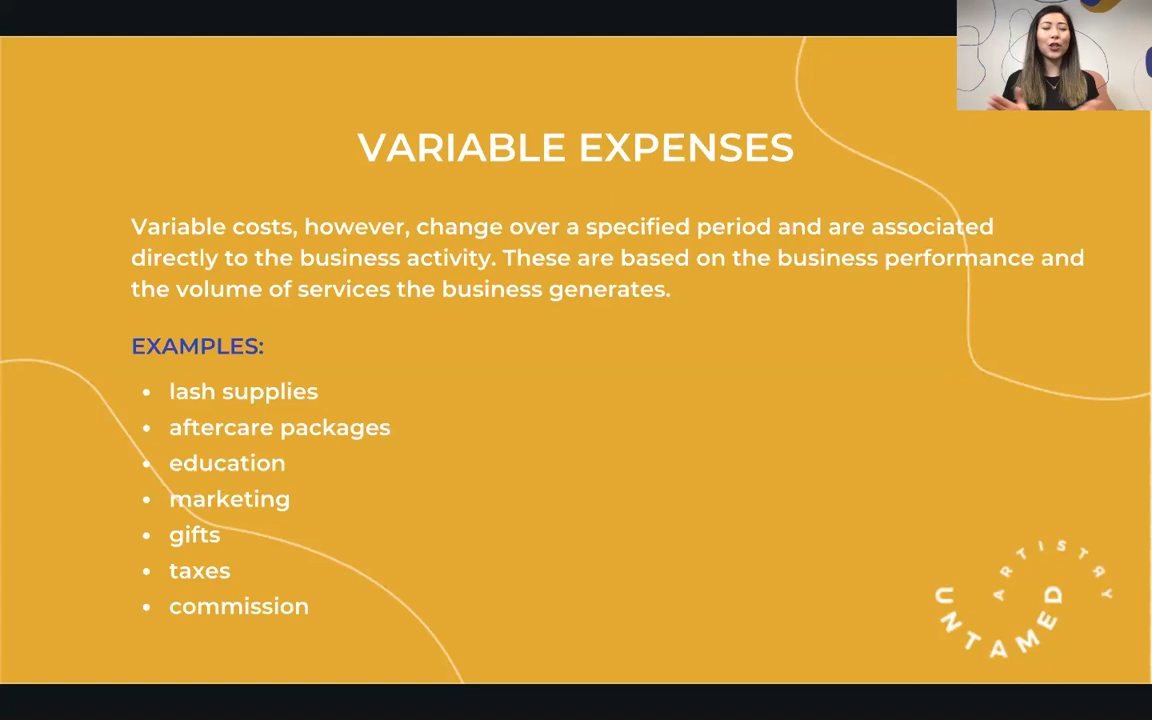 VARIABLE EXPENSES
Variable costs, however, change over a specified period and are associated
directly to the business activity. These are based on the business performance and
the volume of services the business generates.
EXAMPLES:
• lash supplies
• aftercare packages
• education
• marketing
• gifts
• taxes
• commission
UNTAMED
ARTISTRY